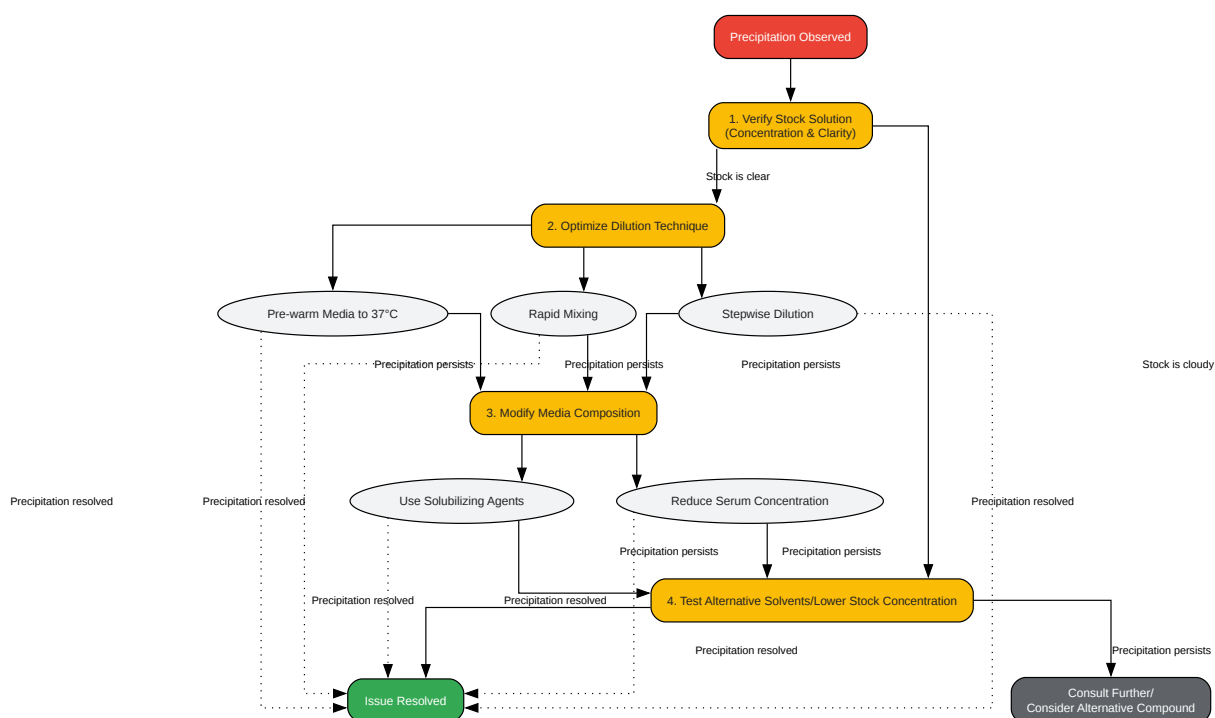 Precipitation Observed
1. Verify Stock Solution
(Concentration & Clarity)
Stock is clear
2. Optimize Dilution Technique
Pre-warm Media to 37°C
Rapid Mixing
Stepwise Dilution
Precipitation persists
Precipitation persists
Precipitation persists
Stock is cloudy
3. Modify Media Composition
Precipitation resolved
Precipitation resolved
Use Solubilizing Agents
Reduce Serum Concentration
Precipitation resolved
Precipitation persists
Precipitation persists
Precipitation resolved
Precipitation resolved
4. Test Alternative Solvents/Lower Stock Concentration
Precipitation resolved
Precipitation persists
Issue Resolved
Consult Further/
Consider Alternative Compound